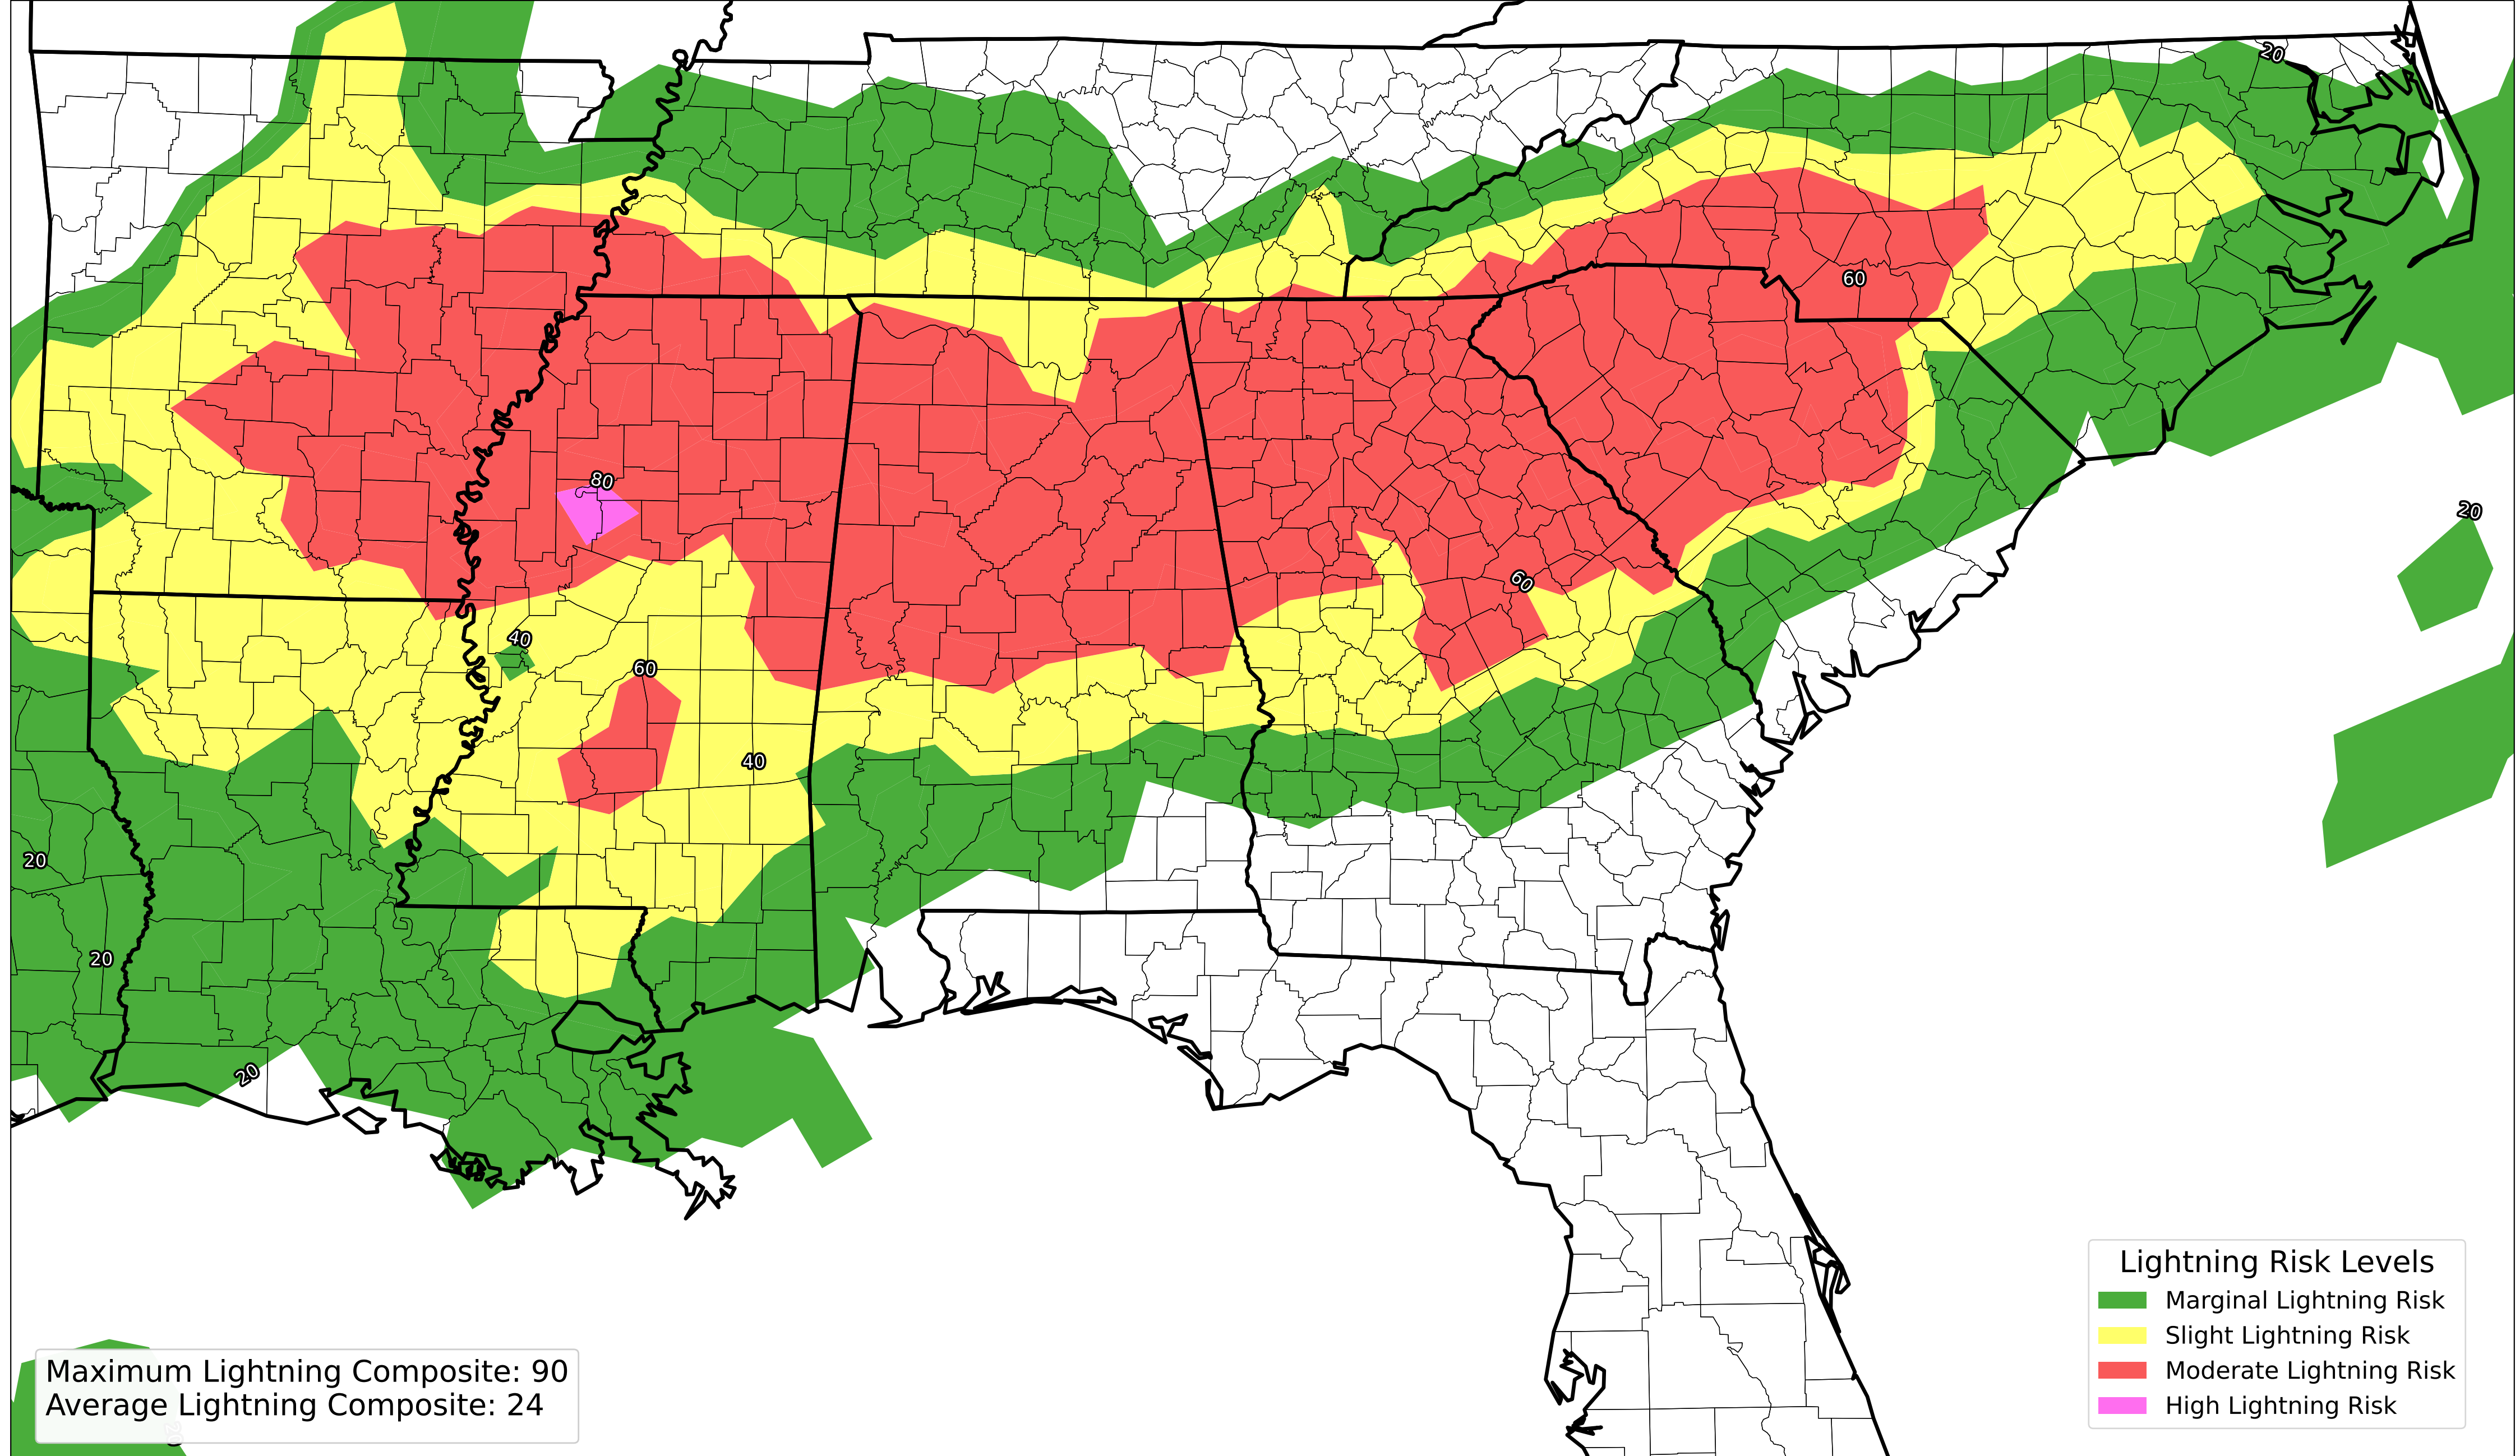 20
60
80
20
60
40
60
40
20
20
20
Lightning Risk Levels
Marginal Lightning Risk
Slight Lightning Risk
Moderate Lightning Risk
High Lightning Risk
Maximum Lightning Composite: 90
Average Lightning Composite: 24